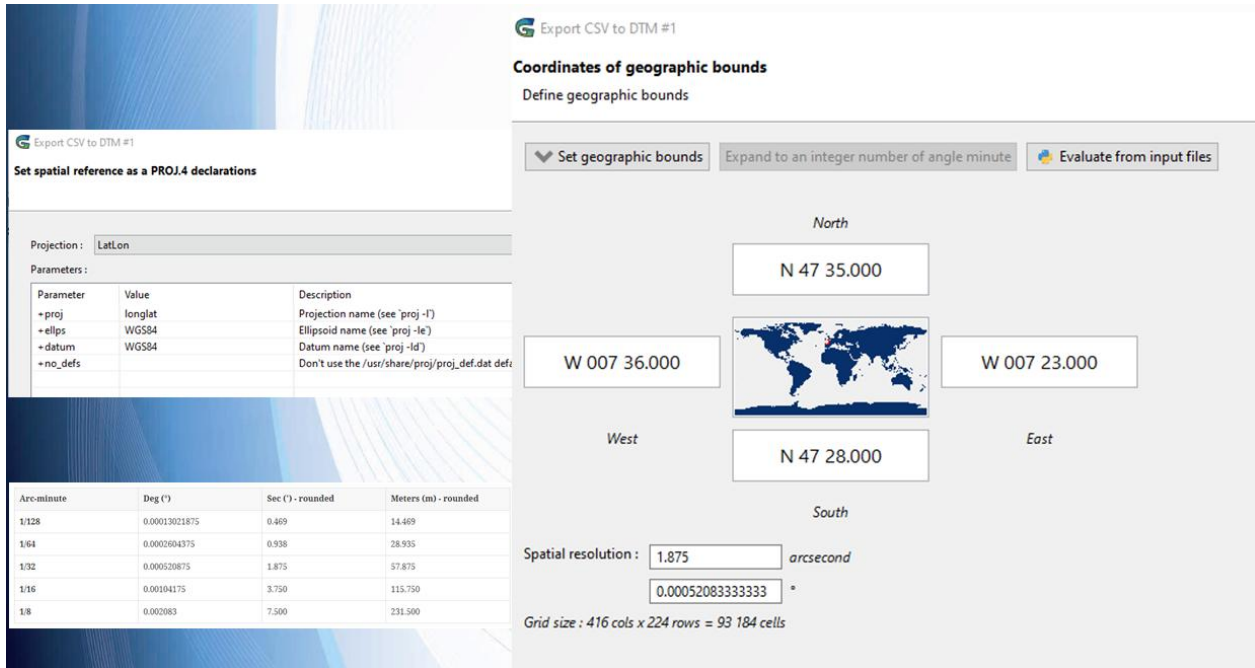 Export CSV to DTM #1
Set spatial reference as a PROJ.4 declarations
Projection : LatLon
Parameters :
Parameter Value Description
+proj longlat Projection name (see `proj -l`)
+ellps WGS84 Ellipsoid name (see `proj -le`)
+datum WGS84 Datum name (see `proj -ld`)
+no_defs Don't use the /usr/share/proj/proj_def.dat defa
Arc-minute Deg (°) Sec (') - rounded Meters (m) - rounded
1/128 0.00013021875 0.469 14.469
1/64 0.0002604375 0.938 28.935
1/32 0.000520875 1.875 57.875
1/16 0.00104175 3.750 115.750
1/8 0.002083 7.500 231.500
Export CSV to DTM #1
Coordinates of geographic bounds
Define geographic bounds
Set geographic bounds Expand to an integer number of angle minute Evaluate from input files
North
N 47 35.000
W 007 36.000 W 007 23.000
West East
N 47 28.000
South
Spatial resolution : 1.875 arcsecond
0.00052083333333 °
Grid size : 416 cols x 224 rows = 93 184 cells